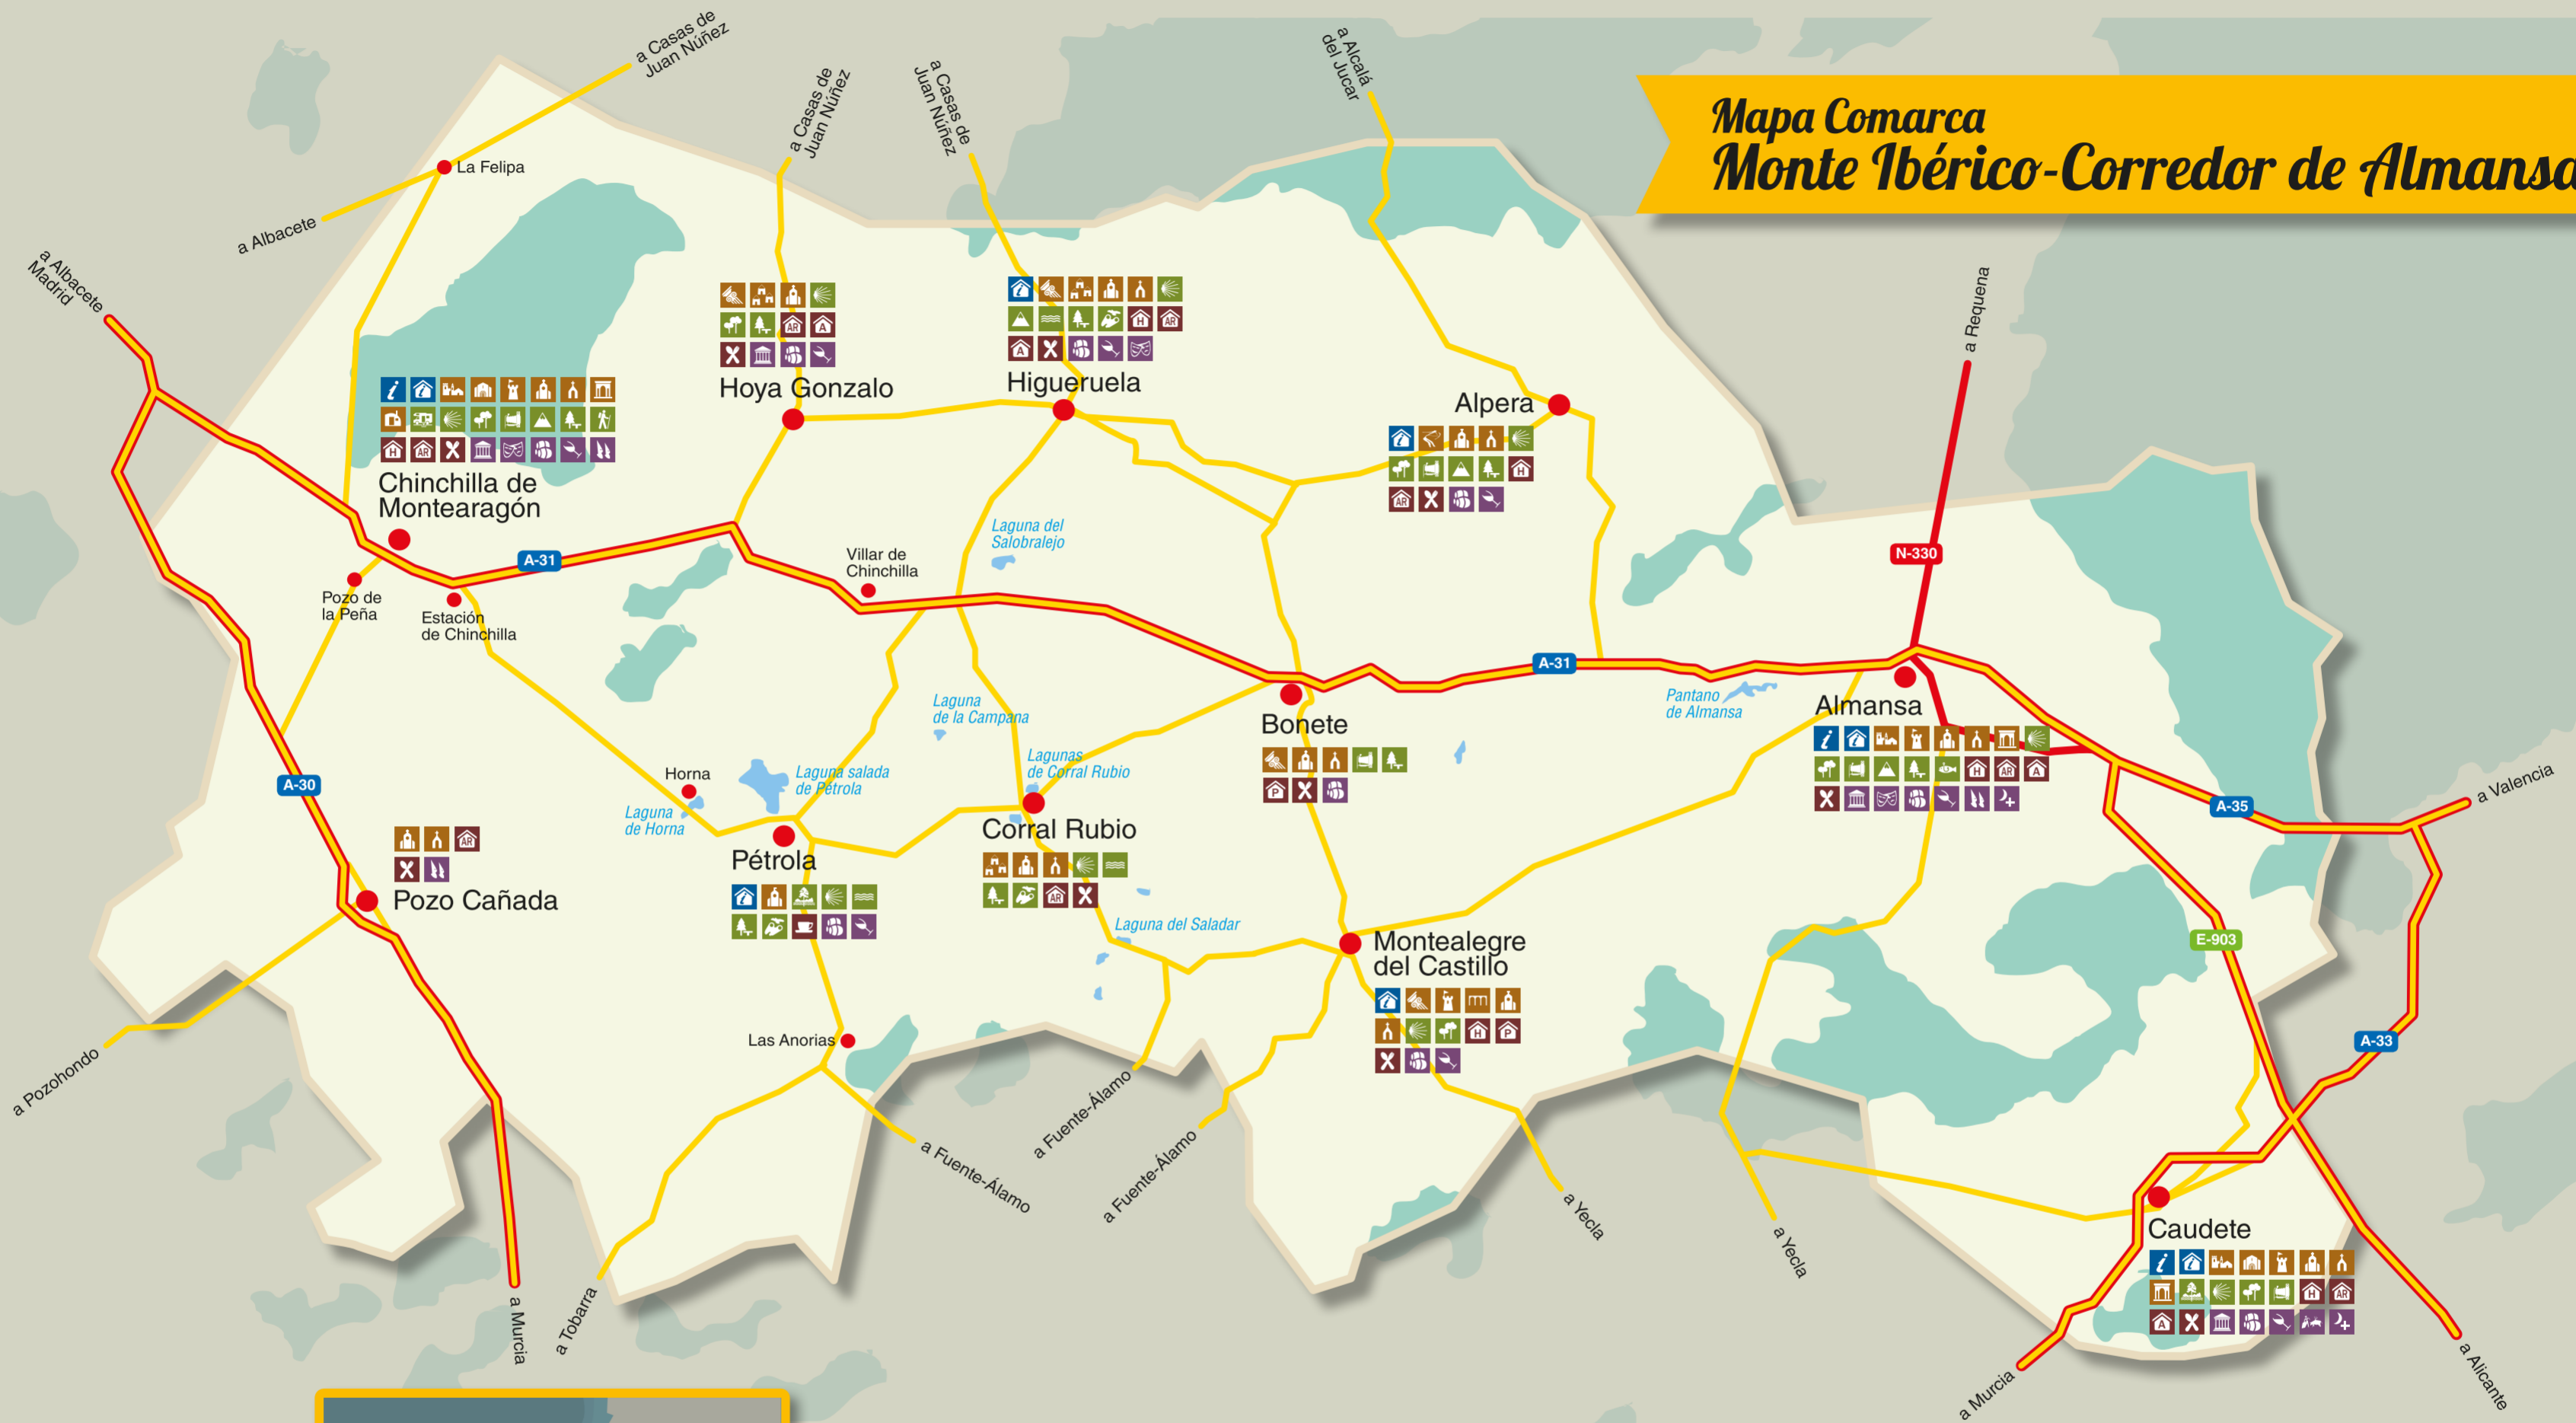 Mapa Comarca
Monte Ibérico-Corredor de Almansa
a Casas de
Juan Núñez
a Casas de
Juan Núñez
a Casas de
Juan Núñez
a Alcalá
del Jucar
La Felipa
a Albacete
a Albacete
Madrid
a Requena
Hoya Gonzalo
Higueruela
Alpera
Chinchilla de
Montearagón
A-31
Laguna del
Salobralejo
Villar de
Chinchilla
N-330
Pozo de
la Peña
Estación
de Chinchilla
A-31
Laguna
de la Campana
Pantano
de Almansa
Almansa
Bonete
Lagunas
de Corral Rubio
Horna
Laguna salada
de Pétrola
A-30
Laguna
de Horna
A-35
a Valencia
Corral Rubio
Pétrola
Pozo Cañada
Laguna del Saladar
Montealegre
del Castillo
E-903
Las Anorias
A-33
a Pozohondo
a Fuente-Álamo
a Fuente-Álamo
a Fuente-Álamo
a Yecla
a Yecla
Caudete
a Murcia
a Tobarra
a Murcia
a Alicante